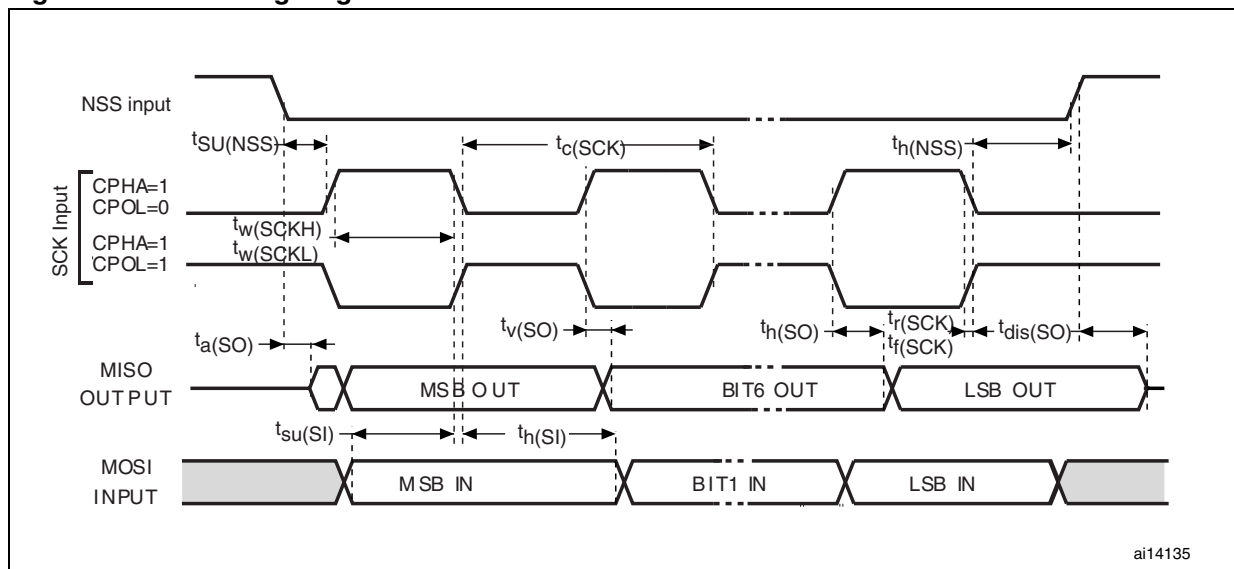 NSS input
tSU(NSS)
tc(SCK)
th(NSS)
SCK Input
CPHA=1
CPOL=0
CPHA=1
CPOL=1
tw(SCKH)
tw(SCKL)
ta(SO)
tv(SO)
th(SO)
tr(SCK)
tf(SCK)
tdis(SO)
MISO
OUTPUT
MSB OUT
BIT6 OUT
LSB OUT
tsu(SI)
th(SI)
MOSI
INPUT
MSB IN
BIT1 IN
LSB IN
ai14135